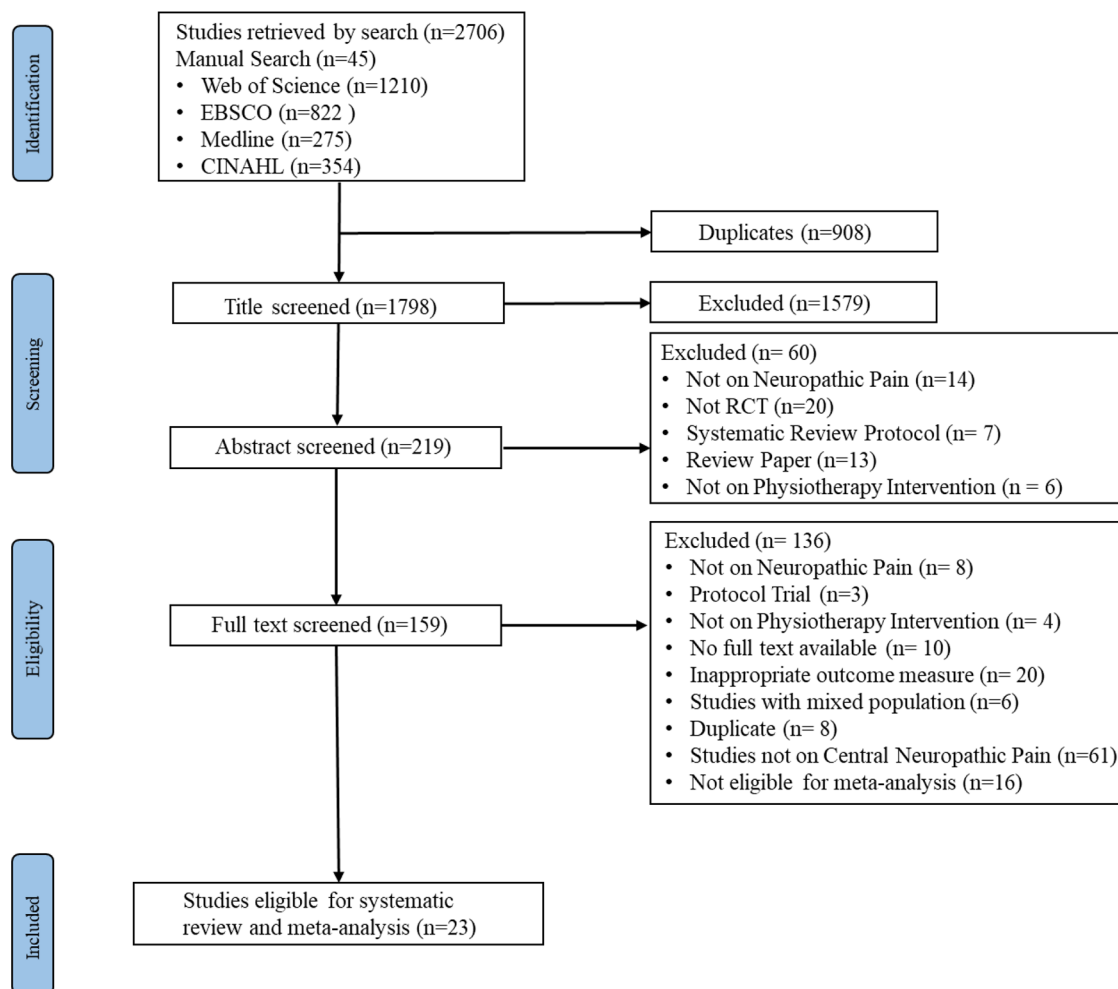 Identification
Studies retrieved by search (n=2706)
Manual Search (n=45)
• Web of Science (n=1210)
• EBSCO (n=822 )
• Medline (n=275)
• CINAHL (n=354)
Duplicates (n=908)
Screening
Title screened (n=1798)
Excluded (n=1579)
Abstract screened (n=219)
Excluded (n= 60)
• Not on Neuropathic Pain (n=14)
• Not RCT (n=20)
• Systematic Review Protocol (n= 7)
• Review Paper (n=13)
• Not on Physiotherapy Intervention (n = 6)
Eligibility
Full text screened (n=159)
Excluded (n= 136)
• Not on Neuropathic Pain (n= 8)
• Protocol Trial (n=3)
• Not on Physiotherapy Intervention (n= 4)
• No full text available (n= 10)
• Inappropriate outcome measure (n= 20)
• Studies with mixed population (n=6)
• Duplicate (n= 8)
• Studies not on Central Neuropathic Pain (n=61)
• Not eligible for meta-analysis (n=16)
Included
Studies eligible for systematic
review and meta-analysis (n=23)